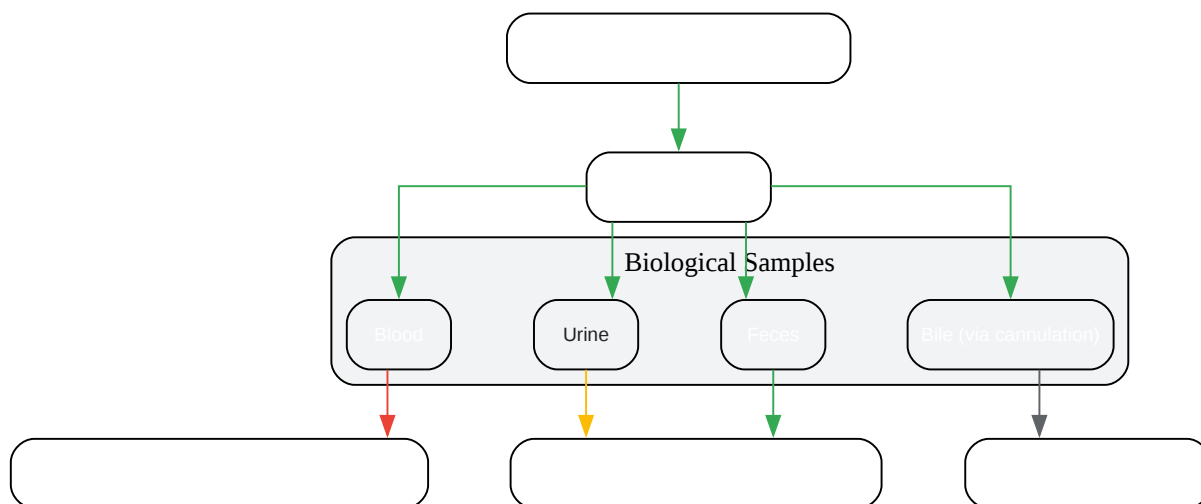 Biological Samples
Blood
Urine
Feces
Bile (via cannulation)